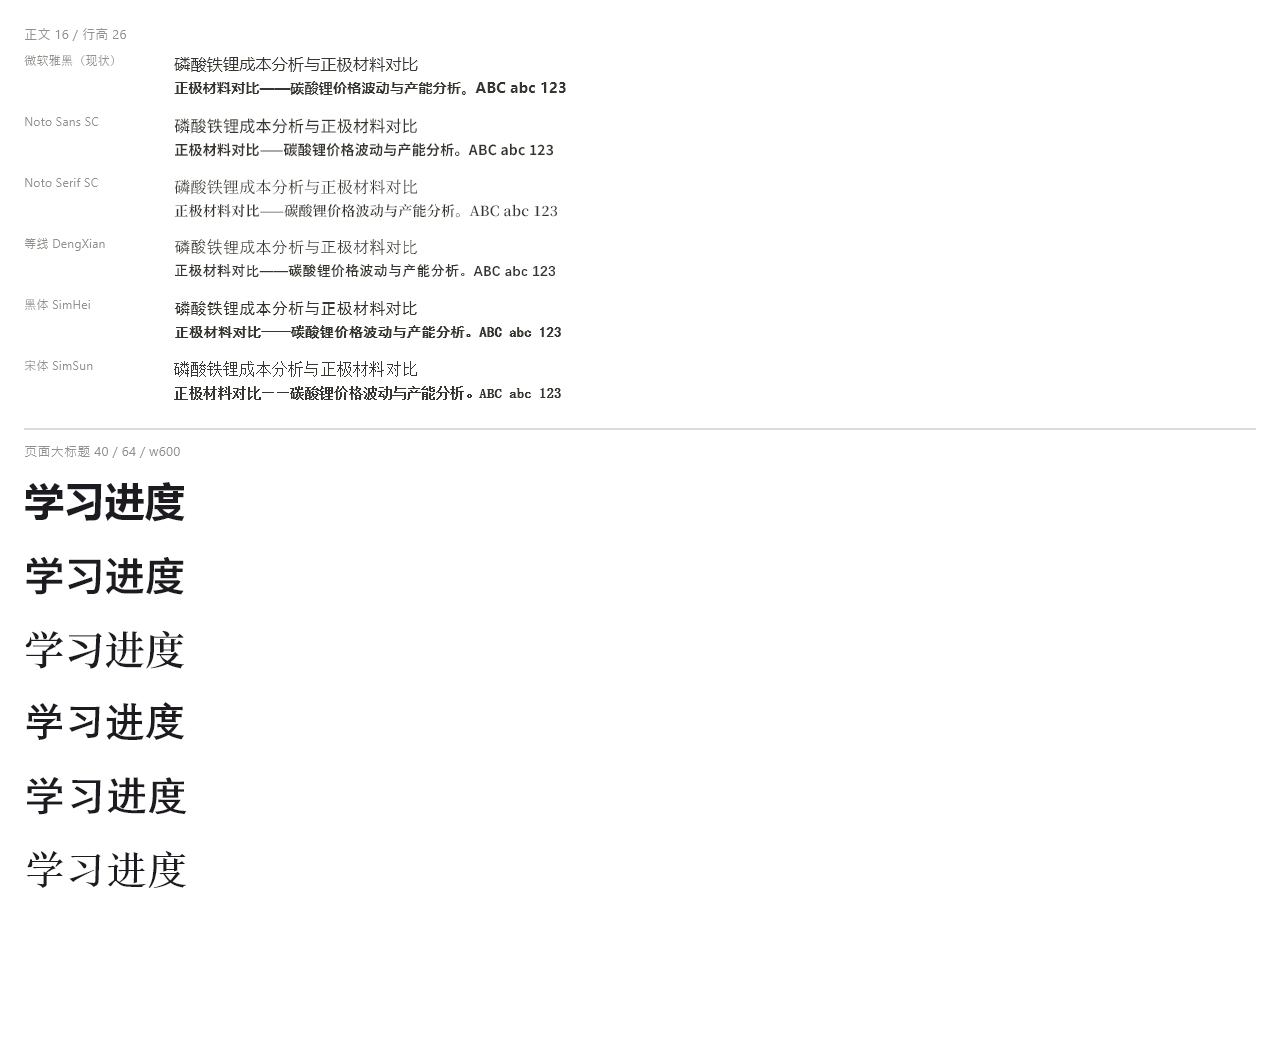 正文 16 / 行高 26
微软雅黑（现状）
磷酸铁锂成本分析与正极材料对比
正极材料对比——碳酸锂价格波动与产能分析。ABC abc 123
Noto Sans SC
磷酸铁锂成本分析与正极材料对比
正极材料对比——碳酸锂价格波动与产能分析。ABC abc 123
Noto Serif SC
磷酸铁锂成本分析与正极材料对比
正极材料对比——碳酸锂价格波动与产能分析。ABC abc 123
等线 DengXian
磷酸铁锂成本分析与正极材料对比
正极材料对比——碳酸锂价格波动与产能分析。ABC abc 123
黑体 SimHei
磷酸铁锂成本分析与正极材料对比
正极材料对比——碳酸锂价格波动与产能分析。ABC abc 123
宋体 SimSun
磷酸铁锂成本分析与正极材料对比
正极材料对比——碳酸锂价格波动与产能分析。ABC abc 123
页面大标题 40 / 64 / w600
学习进度
学习进度
学习进度
学习进度
学习进度
学习进度